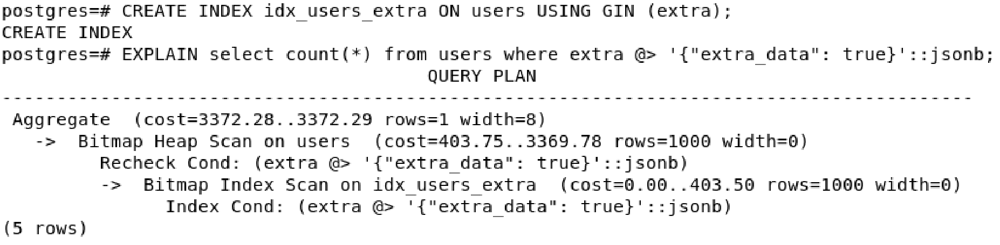 postgres=# CREATE INDEX idx_users_extra ON users USING GIN (extra);
CREATE INDEX
postgres=# EXPLAIN select count(*) from users where extra @> '{"extra_data": true}'::jsonb;
QUERY PLAN
-----------------------------------------------------------------------------------------
Aggregate  (cost=3372.28..3372.29 rows=1 width=8)
  ->  Bitmap Heap Scan on users  (cost=403.75..3369.78 rows=1000 width=0)
        Recheck Cond: (extra @> '{"extra_data": true}'::jsonb)
        ->  Bitmap Index Scan on idx_users_extra  (cost=0.00..403.50 rows=1000 width=0)
              Index Cond: (extra @> '{"extra_data": true}'::jsonb)
(5 rows)